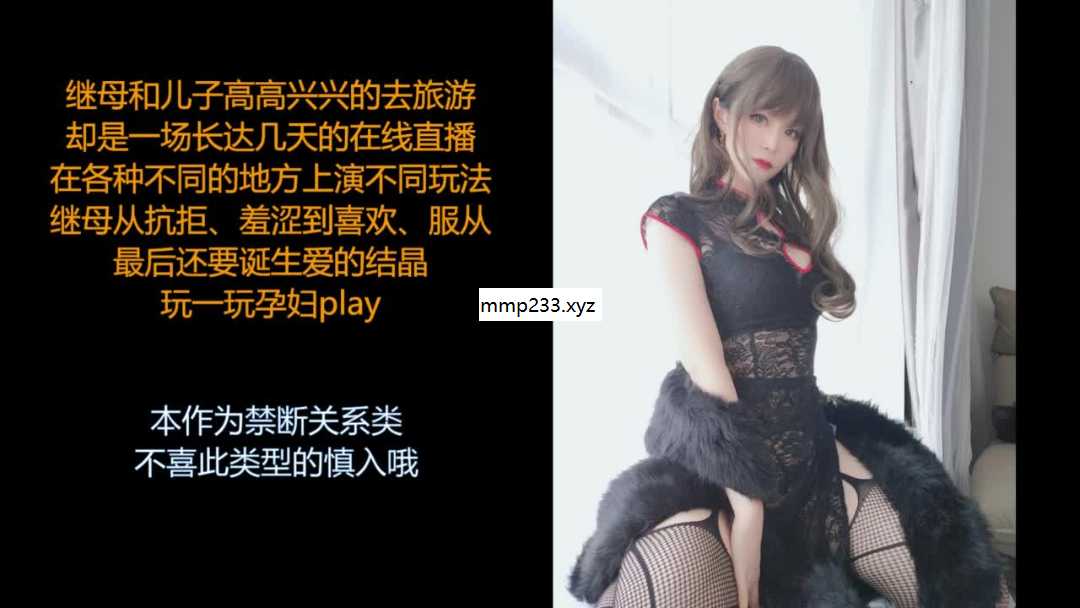 继母和儿子高高兴兴的去旅游
却是一场长达几天的在线直播
在各种不同的地方上演不同玩法
继母从抗拒、羞涩到喜欢、服从
最后还要诞生爱的结晶
玩一玩孕妇play
mmp233.xyz
本作为禁断关系类
不喜此类型的慎入哦